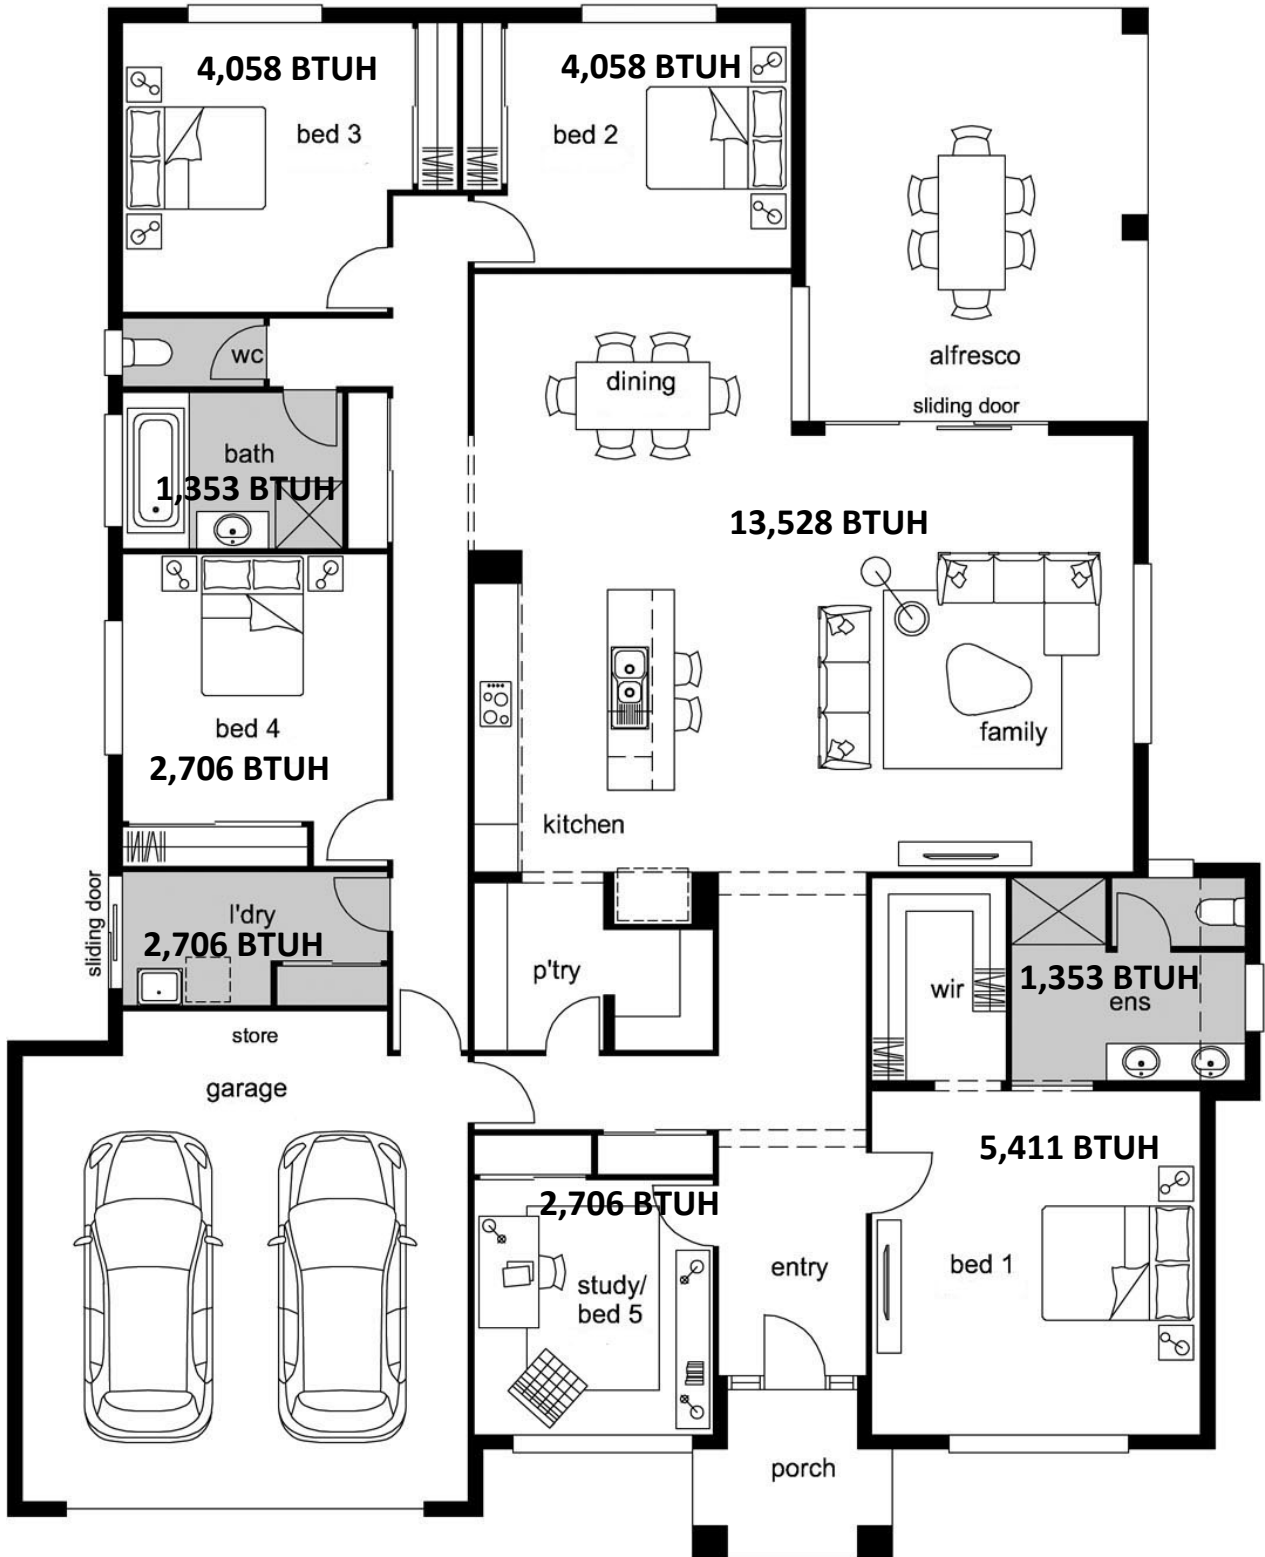 4,058 BTUH
4,058 BTUH
bed 3
bed 2
wc
dining
alfresco
sliding door
bath
1,353 BTUH
13,528 BTUH
bed 4
2,706 BTUH
family
kitchen
sliding door
l'dry
2,706 BTUH
p'try
wir
1,353 BTUH
ens
store
garage
5,411 BTUH
2,706 BTUH
study/
bed 5
entry
bed 1
porch